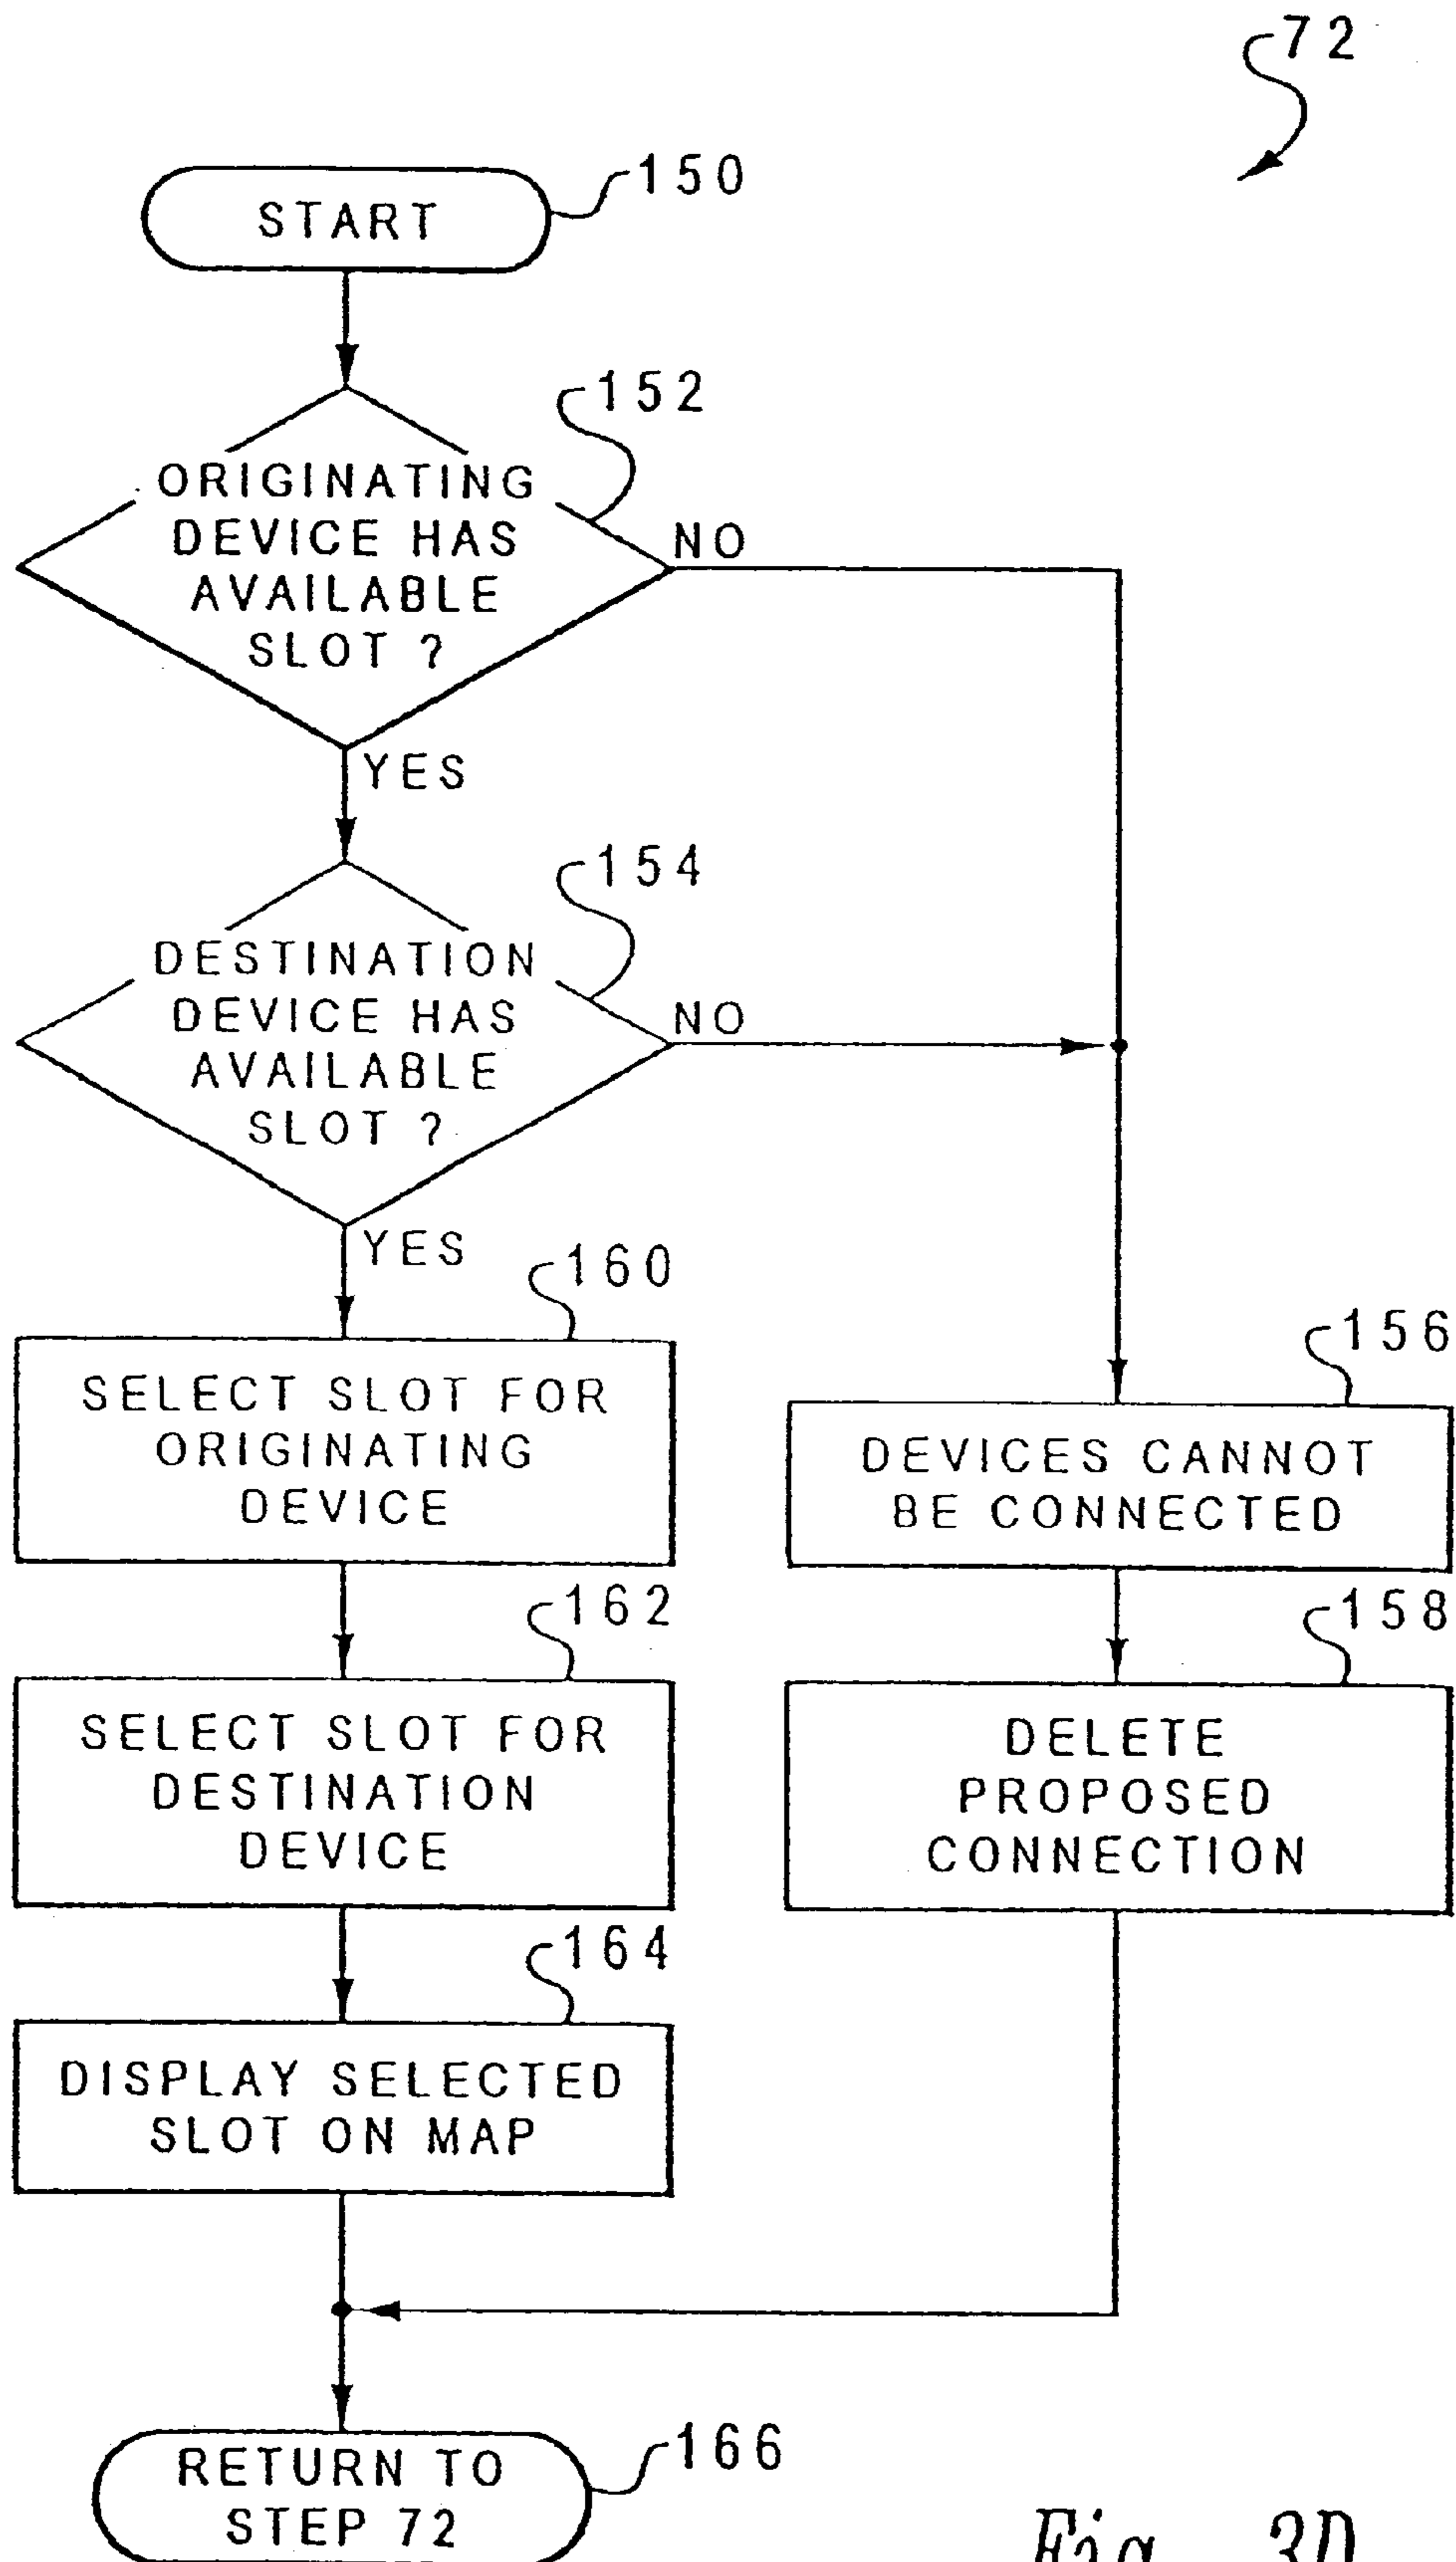 72
START
150
152
ORIGINATING
DEVICE HAS
AVAILABLE
SLOT ?
NO
YES
154
DESTINATION
DEVICE HAS
AVAILABLE
SLOT ?
NO
YES
160
SELECT SLOT FOR
ORIGINATING
DEVICE
156
DEVICES CANNOT
BE CONNECTED
162
SELECT SLOT FOR
DESTINATION
DEVICE
158
DELETE
PROPOSED
CONNECTION
164
DISPLAY SELECTED
SLOT ON MAP
RETURN TO
STEP 72
166
Fig. 3D